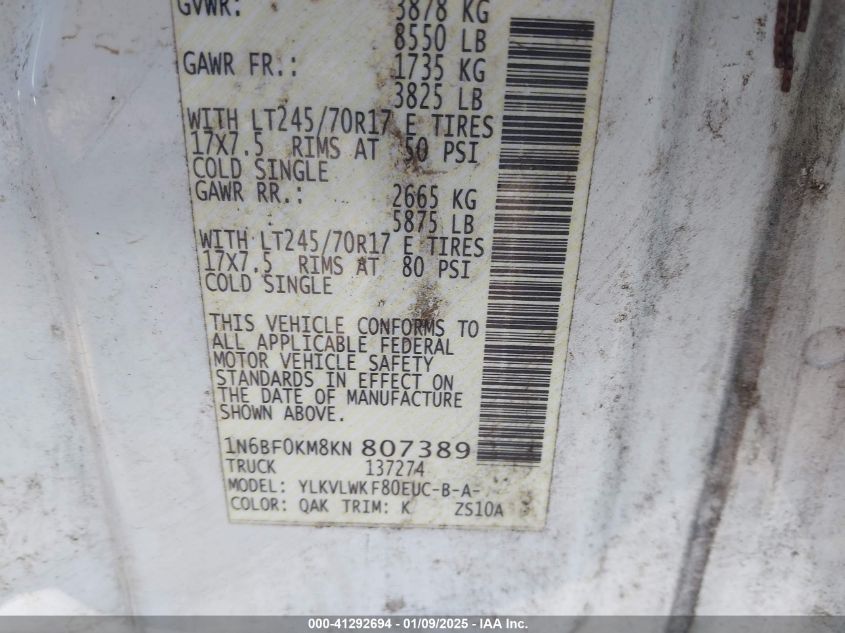 GVWR: 3878 KG
8550 LB
GAWR FR.: 1735 KG
3825 LB
WITH LT245/70R17 E TIRES
17X7.5 RIMS AT 50 PSI
COLD SINGLE
GAWR RR.: 2665 KG
5875 LB
WITH LT245/70R17 E TIRES
17X7.5 RIMS AT 80 PSI
COLD SINGLE
THIS VEHICLE CONFORMS TO
ALL APPLICABLE FEDERAL
MOTOR VEHICLE SAFETY
STANDARDS IN EFFECT ON
THE DATE OF MANUFACTURE
SHOWN ABOVE.
1N6BF0KM8KN 807389
TRUCK 137274
MODEL: YLKVLWKF80EUC-B-A-
COLOR: QAK TRIM: K ZS10A
000-41292694 - 01/09/2025 - IAA Inc.